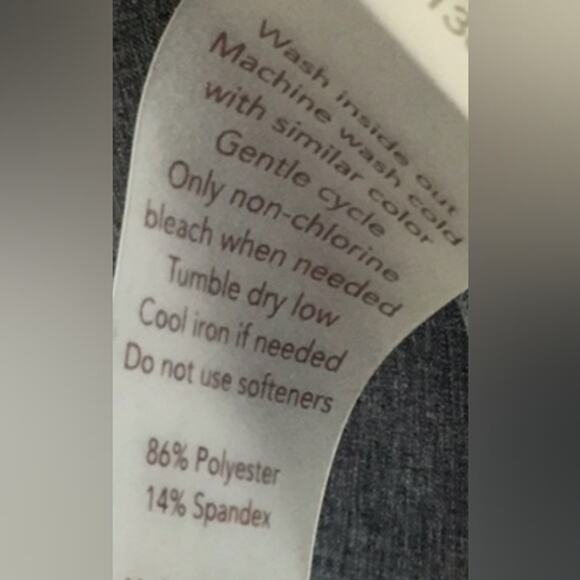 Wash inside out
Machine wash cold
with similar color
Gentle cycle
Only non-chlorine
bleach when needed
Tumble dry low
Cool iron if needed
Do not use softeners
86% Polyester
14% Spandex